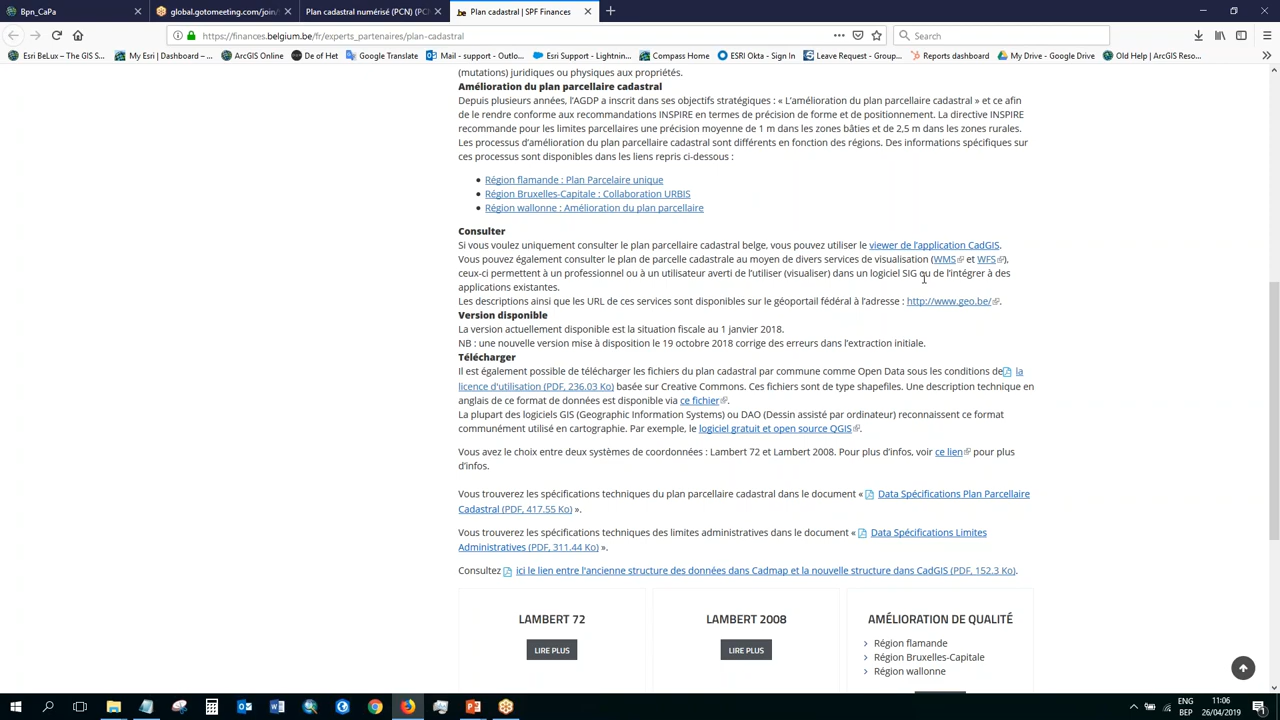 Bpn_CaPa
global.gotomeeting.com/join/
Plan cadastral numérisé (PCN) (PC
Plan cadastral | SPF Finances
https://finances.belgium.be/fr/experts_partenaires/plan-cadastral
Search
Esri BeLux — The GIS S...
My Esri | Dashboard –...
ArcGIS Online
De of Het
Google Translate
Mail - support - Outlo...
Esri Support - Lightnin...
Compass Home
ESRI Okta - Sign In
Leave Request - Group...
Reports dashboard
My Drive - Google Drive
Old Help | ArcGIS Reso...
(mutations) juridiques ou physiques aux propriétés.
Amélioration du plan parcellaire cadastral
Depuis plusieurs années, l'AGDP a inscrit dans ses objectifs stratégiques : « L'amélioration du plan parcellaire cadastral » et ce afin
de le rendre conforme aux recommandations INSPIRE en termes de précision de forme et de positionnement. La directive INSPIRE
recommande pour les limites parcellaires une précision moyenne de 1 m dans les zones bâties et de 2,5 m dans les zones rurales.
Les processus d'amélioration du plan parcellaire cadastral sont différents en fonction des régions. Des informations spécifiques sur
ces processus sont disponibles dans les liens repris ci-dessous :
Région flamande : Plan Parcelaire unique
Région Bruxelles-Capitale : Collaboration URBIS
Région wallonne : Amélioration du plan parcellaire
Consulter
Si vous voulez uniquement consulter le plan parcellaire cadastral belge, vous pouvez utiliser le viewer de l'application CadGIS.
Vous pouvez également consulter le plan de parcelle cadastrale au moyen de divers services de visualisation (WMS et WFS),
ceux-ci permettent à un professionnel ou à un utilisateur averti de l'utiliser (visualiser) dans un logiciel SIG ou de l'intégrer à des
applications existantes.
Les descriptions ainsi que les URL de ces services sont disponibles sur le géoportail fédéral à l'adresse : http://www.geo.be/.
Version disponible
La version actuellement disponible est la situation fiscale au 1 janvier 2018.
NB : une nouvelle version mise à disposition le 19 octobre 2018 corrige des erreurs dans l'extraction initiale.
Télécharger
Il est également possible de télécharger les fichiers du plan cadastral par commune comme Open Data sous les conditions de la
licence d'utilisation (PDF, 236.03 Ko) basée sur Creative Commons. Ces fichiers sont de type shapefiles. Une description technique en
anglais de ce format de données est disponible via ce fichier.
La plupart des logiciels GIS (Geographic Information Systems) ou DAO (Dessin assisté par ordinateur) reconnaissent ce format
communément utilisé en cartographie. Par exemple, le logiciel gratuit et open source QGIS.
Vous avez le choix entre deux systèmes de coordonnées : Lambert 72 et Lambert 2008. Pour plus d'infos, voir ce lien pour plus
d'infos.
Vous trouverez les spécifications techniques du plan parcellaire cadastral dans le document « Data Spécifications Plan Parcellaire
Cadastral (PDF, 417.55 Ko) ».
Vous trouverez les spécifications techniques des limites administratives dans le document « Data Spécifications Limites
Administratives (PDF, 311.44 Ko) ».
Consultez ici le lien entre l'ancienne structure des données dans Cadmap et la nouvelle structure dans CadGIS (PDF, 152.3 Ko).
LAMBERT 72
LAMBERT 2008
AMÉLIORATION DE QUALITÉ
LIRE PLUS
LIRE PLUS
Région flamande
Région Bruxelles-Capitale
Région wallonne
ENG
BEP
11:06
26/04/2019